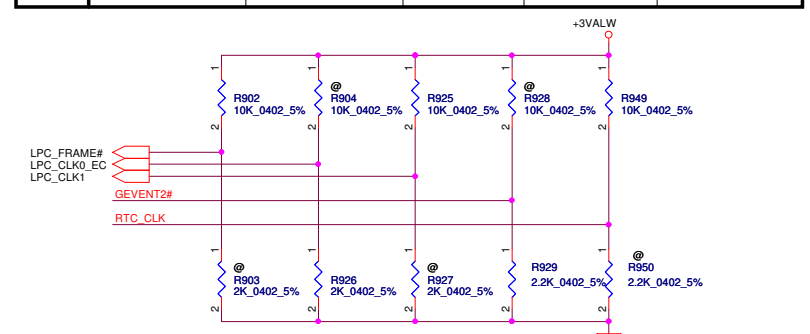 +3VALW
1 1 1 1 1
@ @
R902 R904 R925 R928 R949
10K_0402_5% 10K_0402_5% 10K_0402_5% 10K_0402_5% 10K_0402_5%
2 2 2 2 2
LPC_FRAME#
LPC_CLK0_EC
LPC_CLK1
GEVENT2#
RTC_CLK
1 1 1 1 1
@ @ @
R903 R926 R927 R929 R950
2K_0402_5% 2K_0402_5% 2K_0402_5% 2.2K_0402_5% 2.2K_0402_5%
2 2 2 2 2